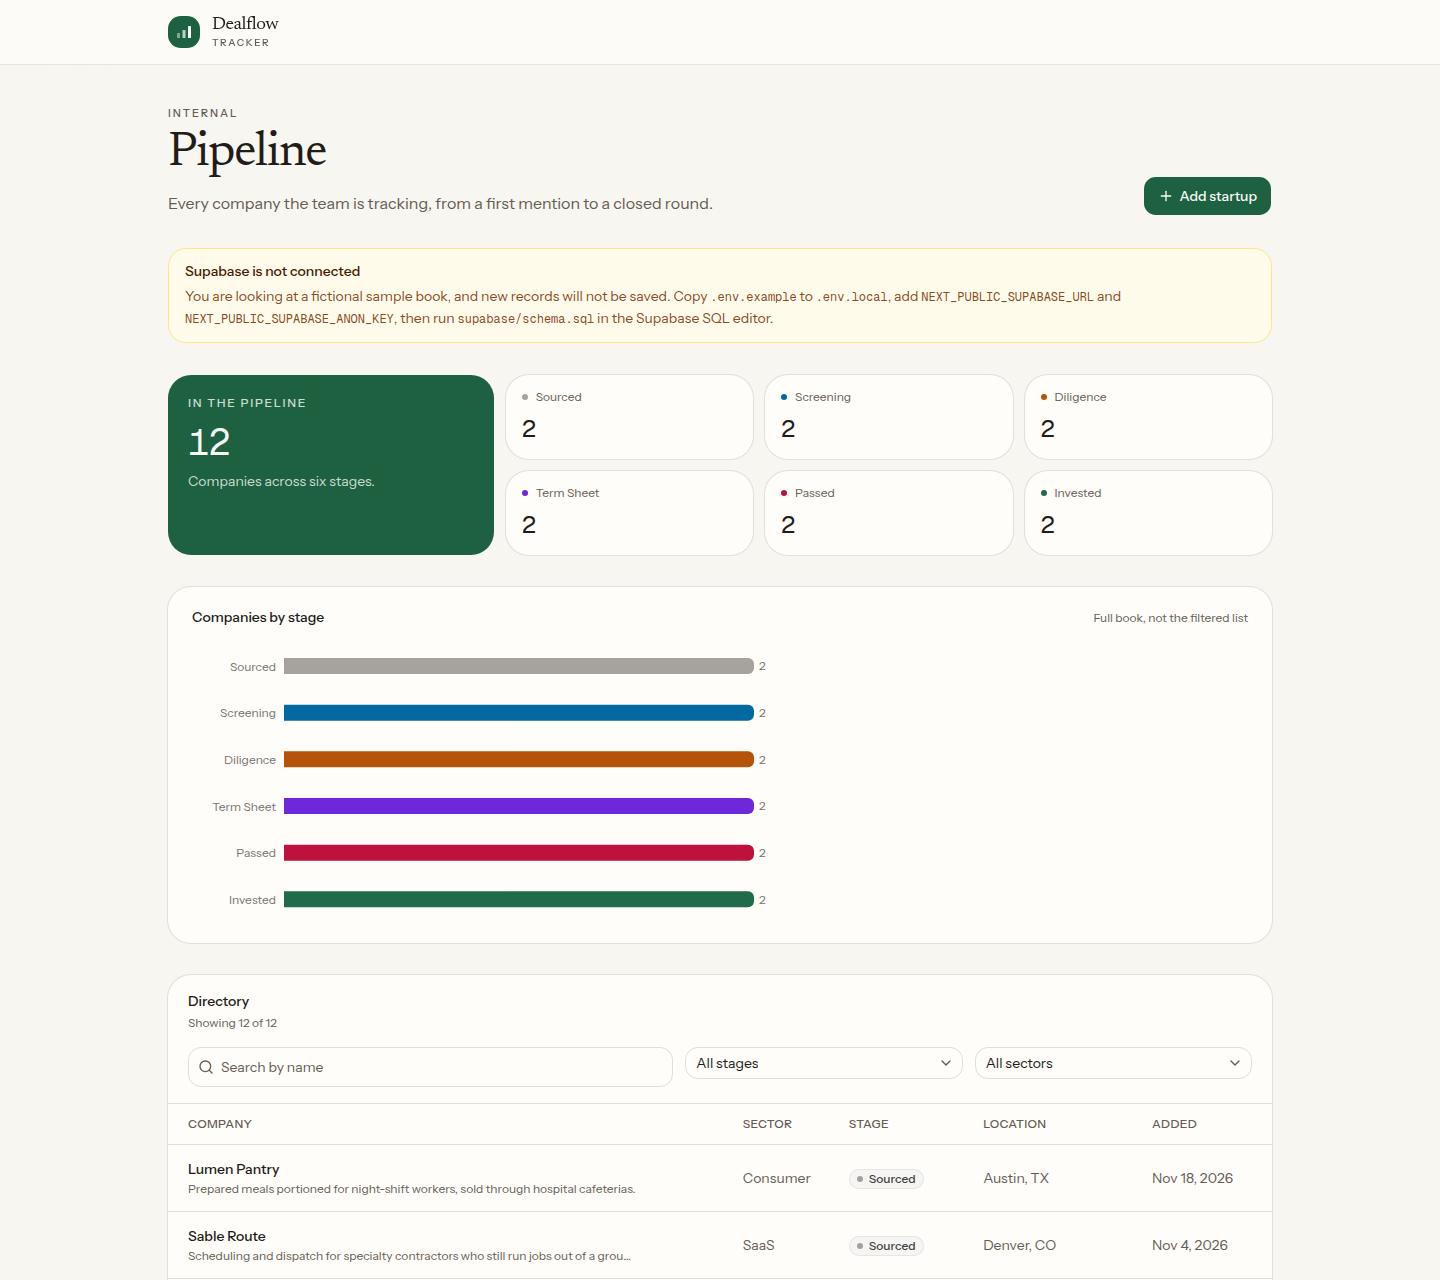 Dealflow
TRACKER
INTERNAL
Pipeline
Every company the team is tracking, from a first mention to a closed round.
Add startup
Supabase is not connected
You are looking at a fictional sample book, and new records will not be saved. Copy .env.example to .env.local, add NEXT_PUBLIC_SUPABASE_URL and
NEXT_PUBLIC_SUPABASE_ANON_KEY, then run supabase/schema.sql in the Supabase SQL editor.
IN THE PIPELINE
12
Companies across six stages.
Sourced
2
Screening
2
Diligence
2
Term Sheet
2
Passed
2
Invested
2
Companies by stage
Full book, not the filtered list
Sourced 2
Screening 2
Diligence 2
Term Sheet 2
Passed 2
Invested 2
Directory
Showing 12 of 12
Search by name
All stages
All sectors
COMPANY SECTOR STAGE LOCATION ADDED
Lumen Pantry
Prepared meals portioned for night-shift workers, sold through hospital cafeterias.
Consumer Sourced Austin, TX Nov 18, 2026
Sable Route
Scheduling and dispatch for specialty contractors who still run jobs out of a grou...
SaaS Sourced Denver, CO Nov 4, 2026